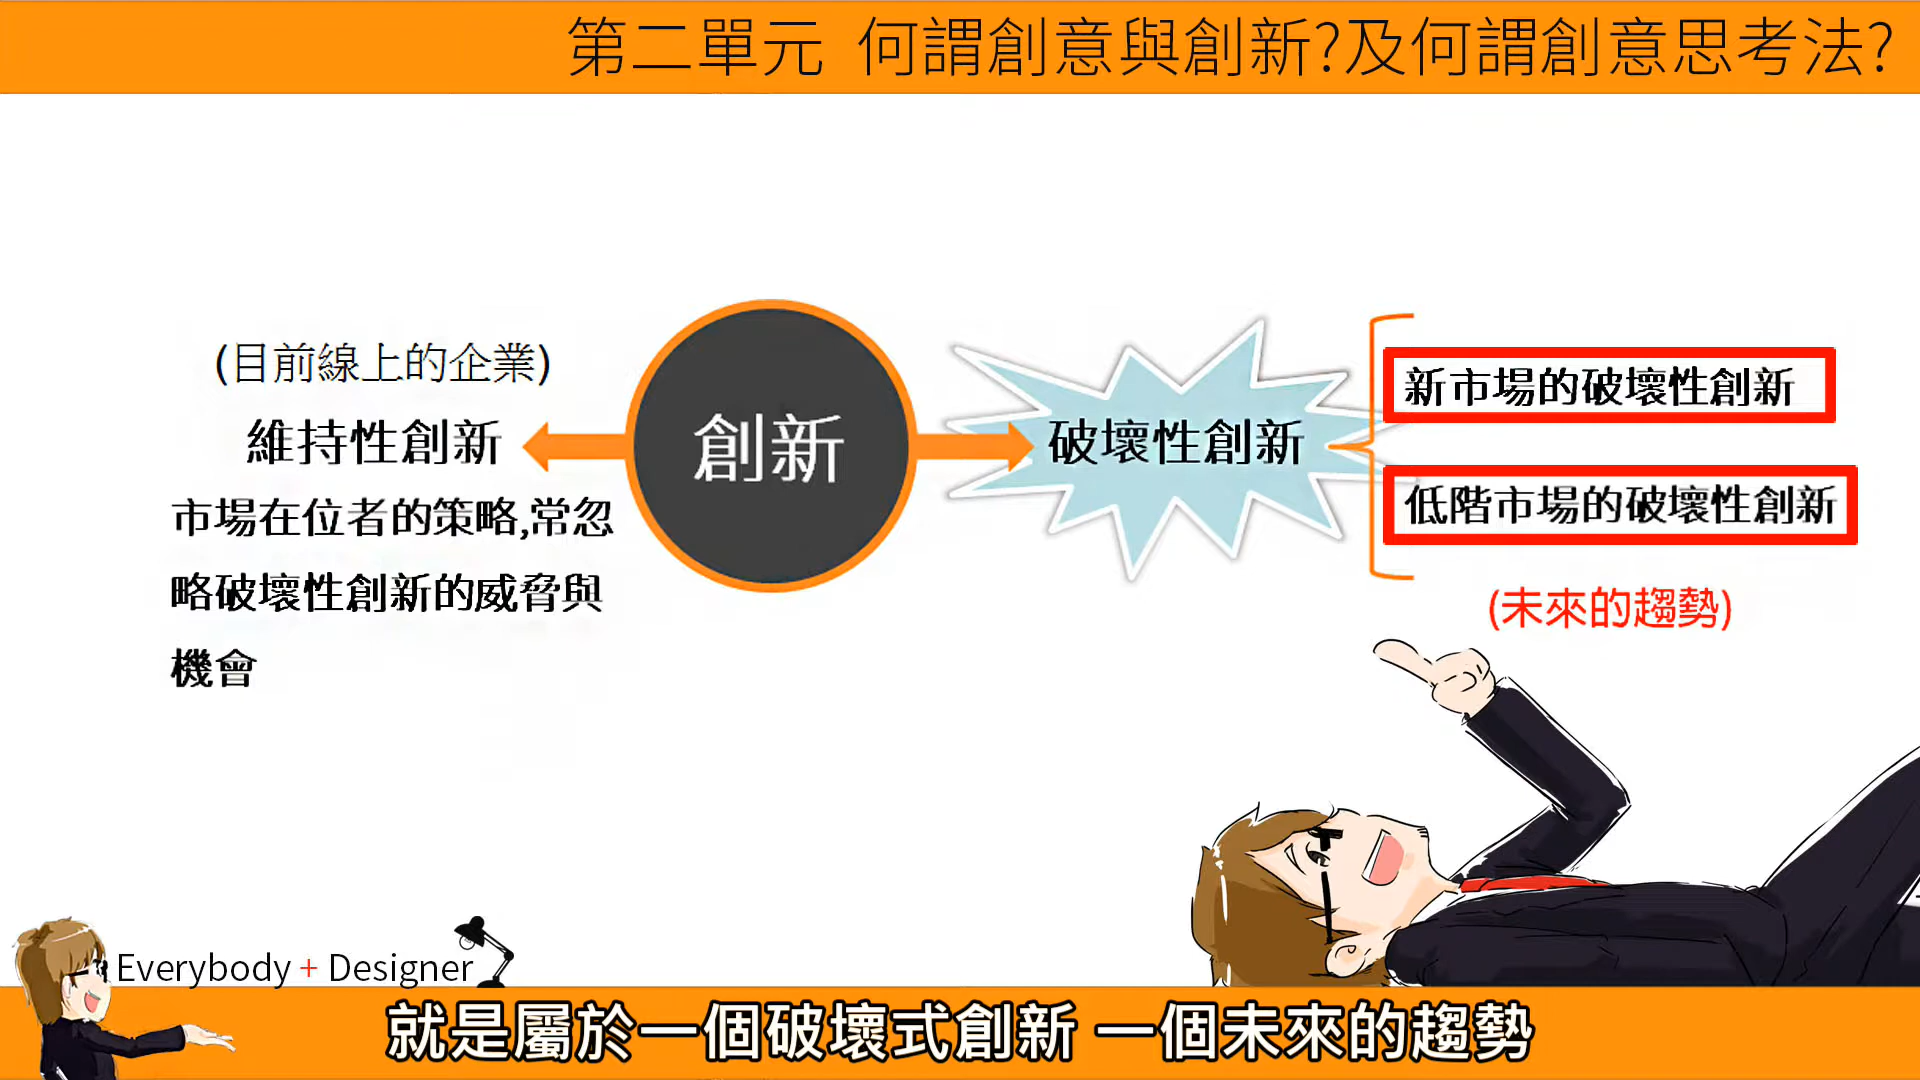 第二單元 何謂創意與創新?及何謂創意思考法?
(目前線上的企業)
維持性創新
市場在位者的策略,常忽
略破壞性創新的威脅與
機會
創新
破壞性創新
新市場的破壞性創新
低階市場的破壞性創新
(未來的趨勢)
Everybody + Designer
就是屬於一個破壞式創新 一個未來的趨勢